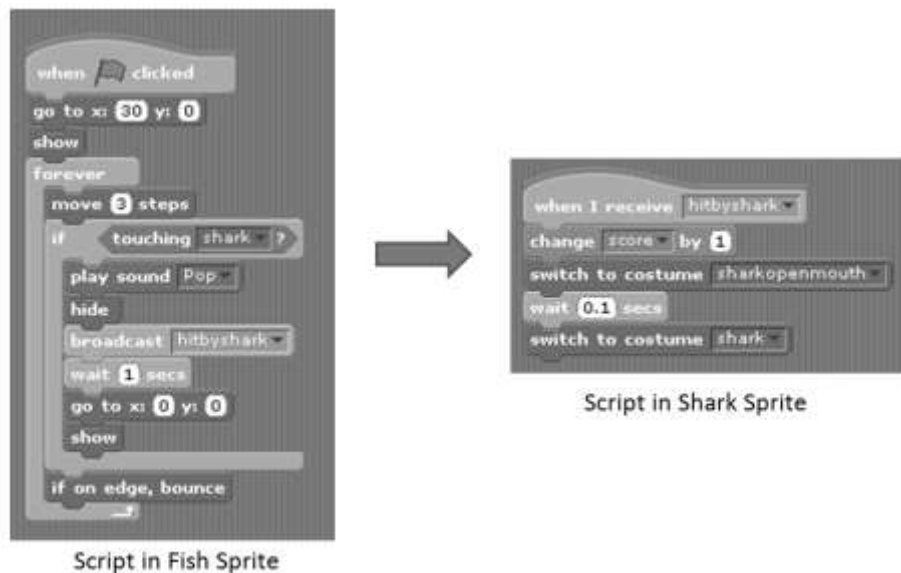 when clicked
go to x: 30 y: 0
show
forever
move 3 steps
if touching shark ?
play sound Pop
hide
broadcast hitbyshark
wait 1 secs
go to x: 0 y: 0
show
if on edge, bounce
Script in Fish Sprite
when I receive hitbyshark
change score by 1
switch to costume sharkopenmouth
wait 0.1 secs
switch to costume shark
Script in Shark Sprite